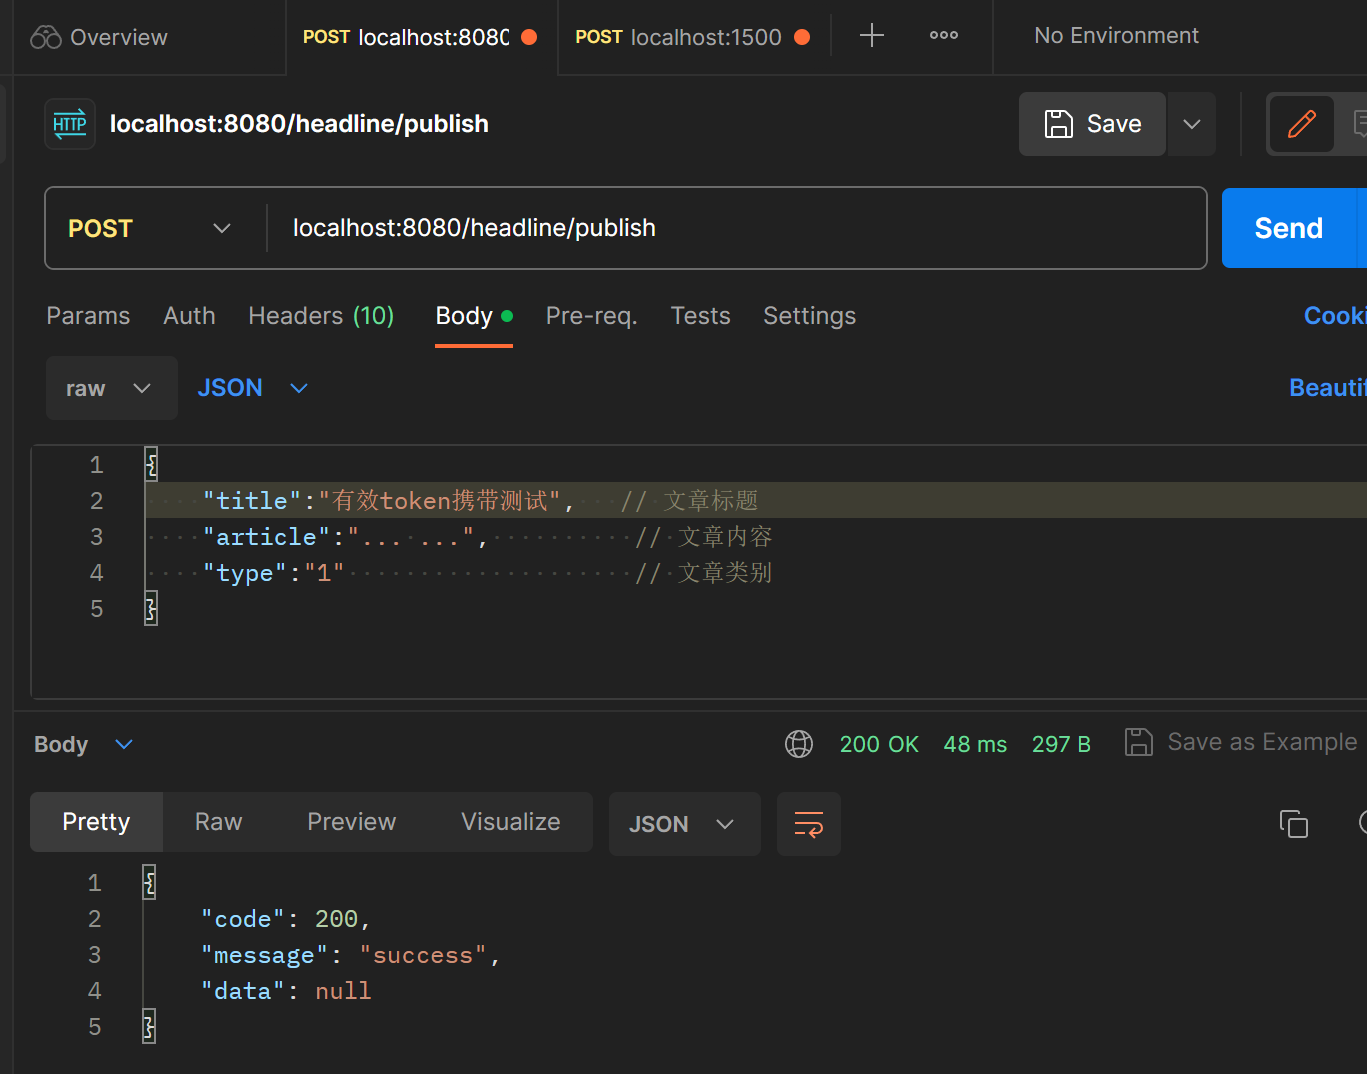 Overview
POST localhost:8080
POST localhost:1500
No Environment
HTTP localhost:8080/headline/publish
Save
POST localhost:8080/headline/publish
Send
Params Auth Headers (10) Body Pre-req. Tests Settings Cooki
raw JSON Beautif
1 {
2 "title":"有效token携带测试", // 文章标题
3 "article":"... ...", // 文章内容
4 "type":"1" // 文章类别
5 }
Body 200 OK 48 ms 297 B Save as Example
Pretty Raw Preview Visualize JSON
1 {
2 "code": 200,
3 "message": "success",
4 "data": null
5 }